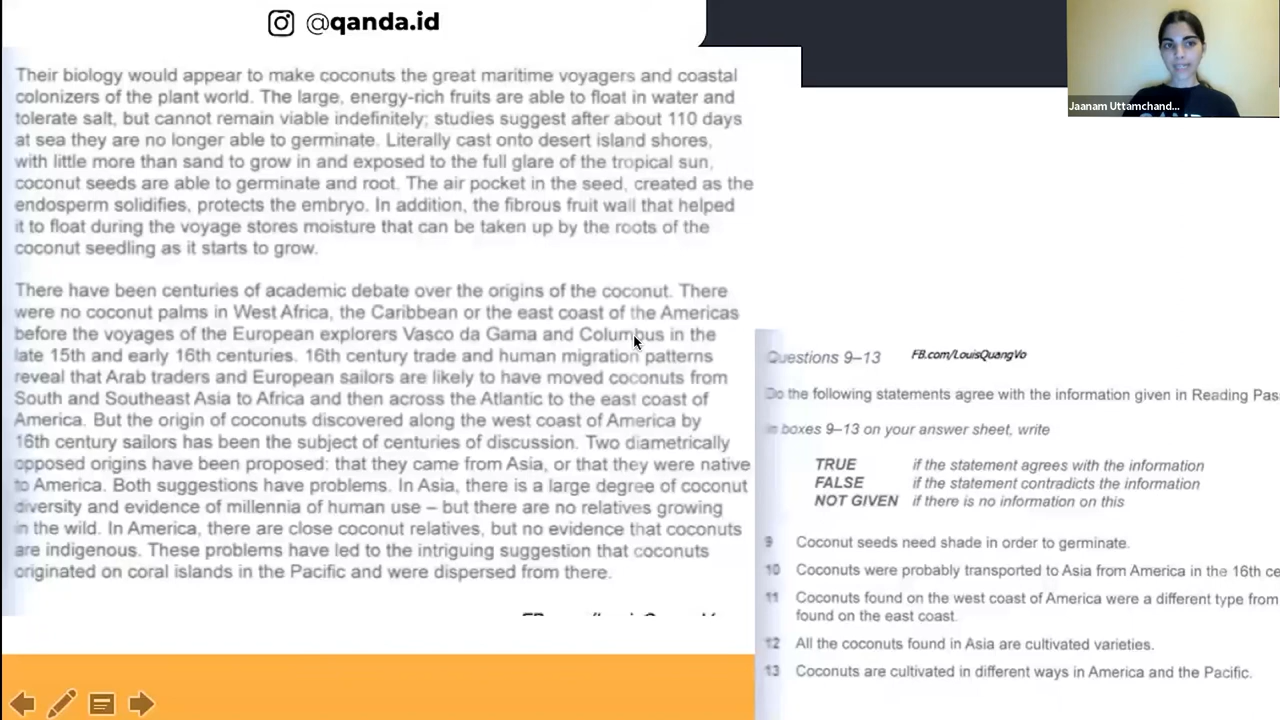 @qanda.id
Jaanam Uttamchand...
Their biology would appear to make coconuts the great maritime voyagers and coastal
colonizers of the plant world. The large, energy-rich fruits are able to float in water and
tolerate salt, but cannot remain viable indefinitely; studies suggest after about 110 days
at sea they are no longer able to germinate. Literally cast onto desert island shores,
with little more than sand to grow in and exposed to the full glare of the tropical sun,
coconut seeds are able to germinate and root. The air pocket in the seed, created as the
endosperm solidifies, protects the embryo. In addition, the fibrous fruit wall that helped
it to float during the voyage stores moisture that can be taken up by the roots of the
coconut seedling as it starts to grow.
There have been centuries of academic debate over the origins of the coconut. There
were no coconut palms in West Africa, the Caribbean or the east coast of the Americas
before the voyages of the European explorers Vasco da Gama and Columbus in the
late 15th and early 16th centuries. 16th century trade and human migration patterns
reveal that Arab traders and European sailors are likely to have moved coconuts from
South and Southeast Asia to Africa and then across the Atlantic to the east coast of
America. But the origin of coconuts discovered along the west coast of America by
16th century sailors has been the subject of centuries of discussion. Two diametrically
opposed origins have been proposed: that they came from Asia, or that they were native
to America. Both suggestions have problems. In Asia, there is a large degree of coconut
diversity and evidence of millennia of human use – but there are no relatives growing
in the wild. In America, there are close coconut relatives, but no evidence that coconuts
are indigenous. These problems have led to the intriguing suggestion that coconuts
originated on coral islands in the Pacific and were dispersed from there.
Questions 9–13 FB.com/LouisQuangVo
Do the following statements agree with the information given in Reading Pas
In boxes 9–13 on your answer sheet, write
TRUE if the statement agrees with the information
FALSE if the statement contradicts the information
NOT GIVEN if there is no information on this
9 Coconut seeds need shade in order to germinate.
10 Coconuts were probably transported to Asia from America in the 16th ce
11 Coconuts found on the west coast of America were a different type from
found on the east coast.
12 All the coconuts found in Asia are cultivated varieties.
13 Coconuts are cultivated in different ways in America and the Pacific.